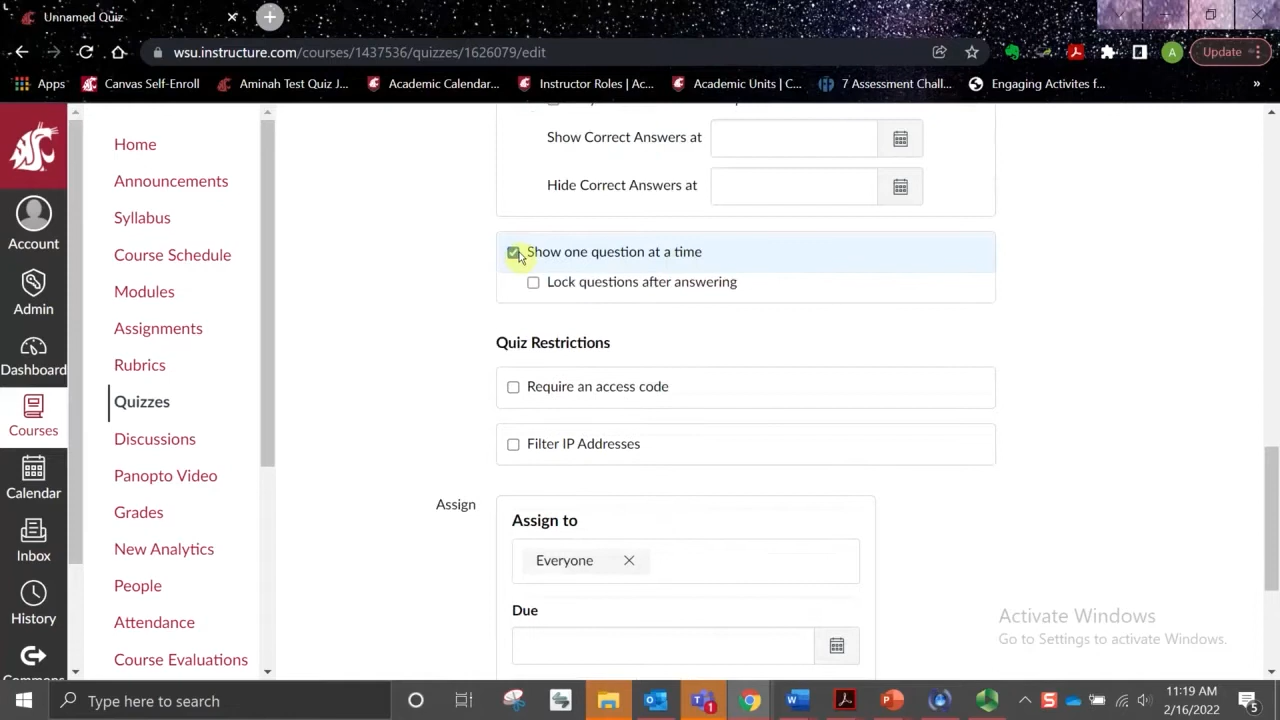 Unnamed Quiz
wsu.instructure.com/courses/1437536/quizzes/1626079/edit
A
Update
Apps
Canvas Self-Enroll
Aminah Test Quiz J...
Academic Calendar...
Instructor Roles | Ac...
Academic Units | C...
7 Assessment Chall...
Engaging Activites f...
»
Show Correct Answers at
Hide Correct Answers at
Show one question at a time
Lock questions after answering
Quiz Restrictions
Require an access code
Filter IP Addresses
Assign
Assign to
Everyone
Due
Account
Admin
Dashboard
Courses
Calendar
Inbox
History
Home
Announcements
Syllabus
Course Schedule
Modules
Assignments
Rubrics
Quizzes
Discussions
Panopto Video
Grades
New Analytics
People
Attendance
Course Evaluations
Activate Windows
Go to Settings to activate Windows.
Type here to search
1
11:19 AM
2/16/2022
5